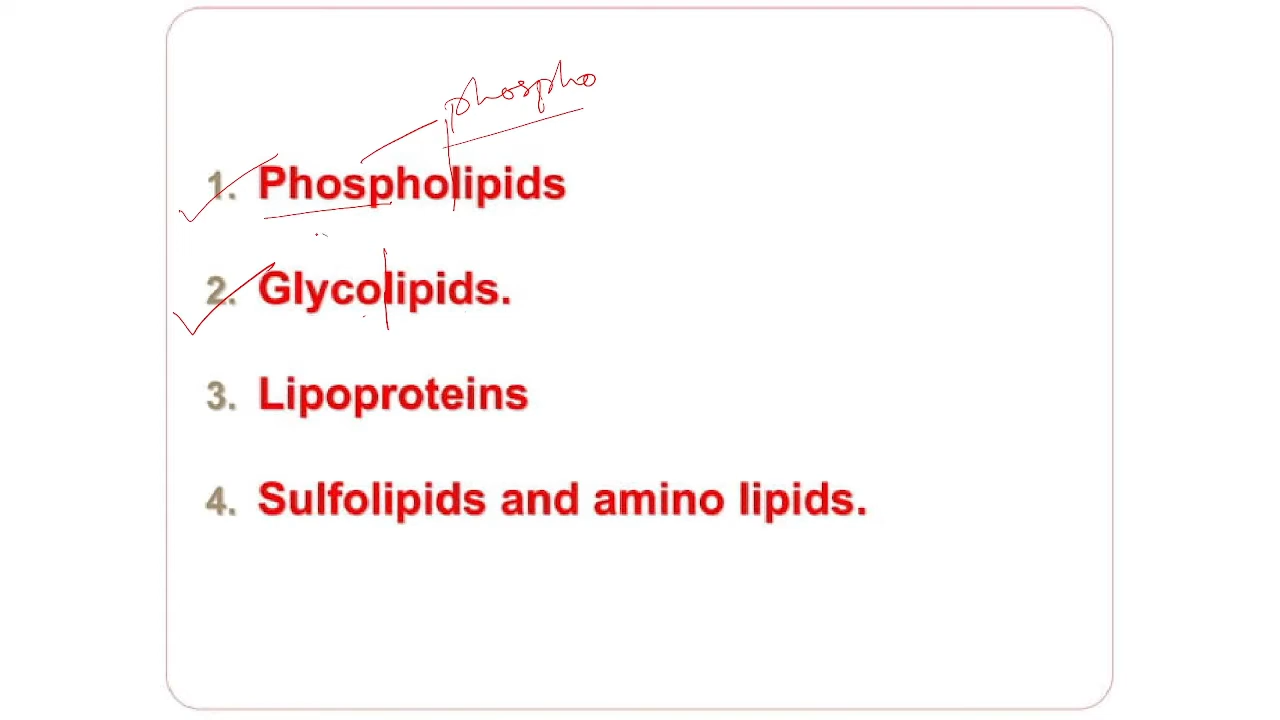 phospho
1. Phospholipids
2. Glycolipids.
3. Lipoproteins
4. Sulfolipids and amino lipids.